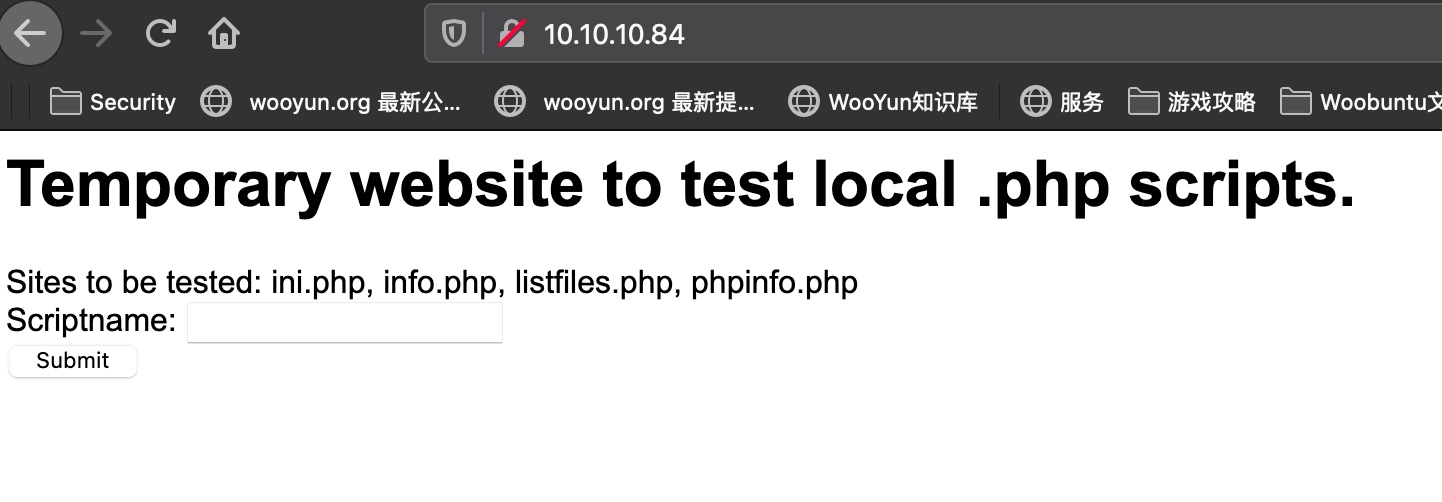 10.10.10.84
Security wooyun.org 最新公... wooyun.org 最新提... WooYun知识库 服务 游戏攻略 Woobuntu文
Temporary website to test local .php scripts.
Sites to be tested: ini.php, info.php, listfiles.php, phpinfo.php
Scriptname:
Submit